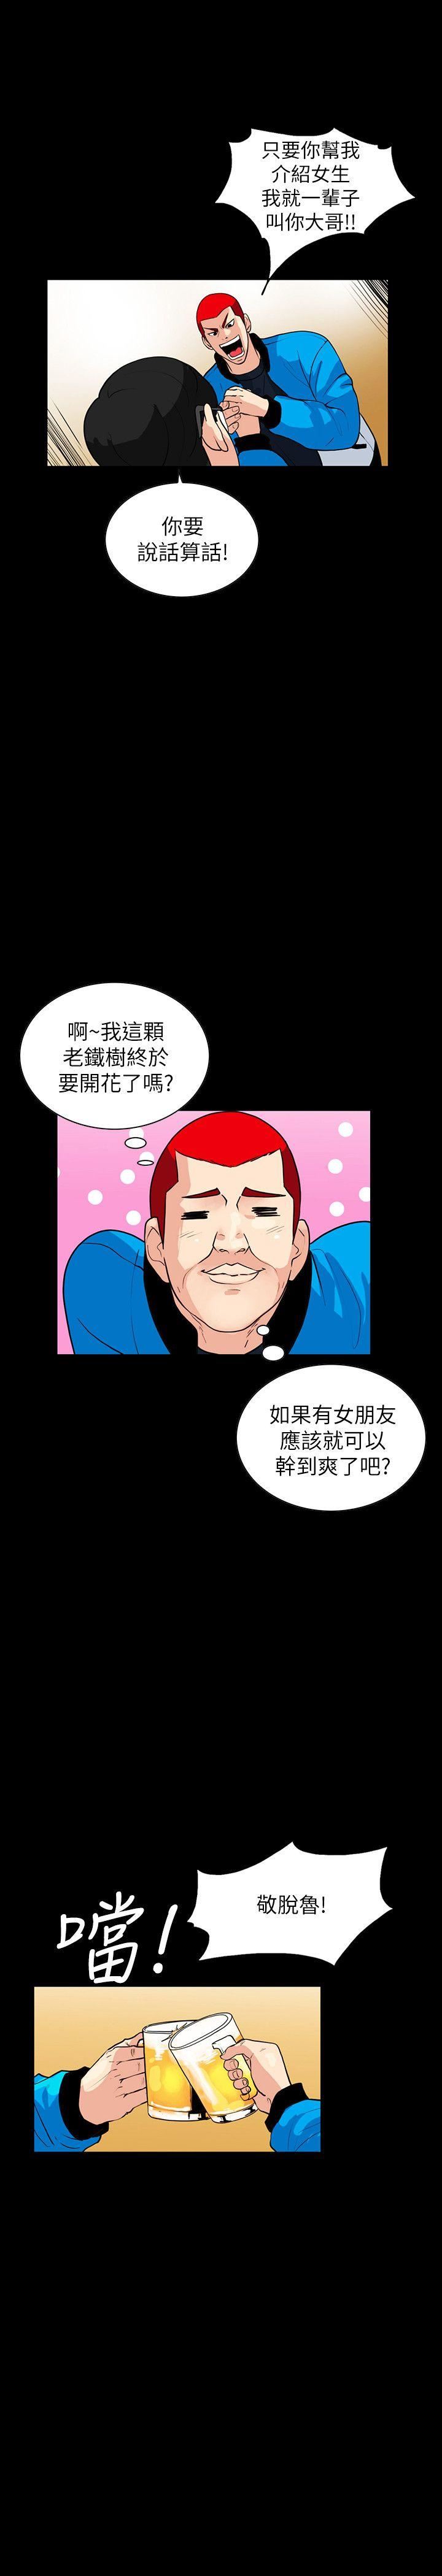 只要你幫我
介紹女生
我就一輩子
叫你大哥!!
你要
說話算話!
啊~我這顆
老鐵樹終於
要開花了嗎?
如果有女朋友
應該就可以
幹到爽了吧?
敬脫魯!
噹!